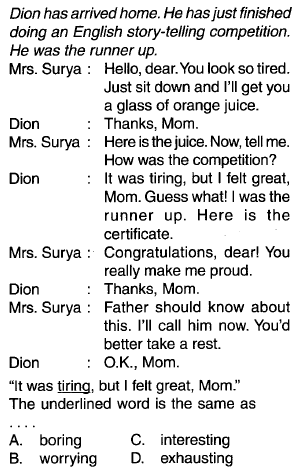 Dion has arrived home. He has just finished
doing an English story-telling competition.
He was the runner up.
Mrs. Surya : Hello, dear. You look so tired.
Just sit down and I'll get you
a glass of orange juice.
Dion : Thanks, Mom.
Mrs. Surya : Here is the juice. Now, tell me.
How was the competition?
Dion : It was tiring, but I felt great,
Mom. Guess what! I was the
runner up. Here is the
certificate.
Mrs. Surya : Congratulations, dear! You
really make me proud.
Dion : Thanks, Mom.
Mrs. Surya : Father should know about
this. I'll call him now. You'd
better take a rest.
Dion : O.K., Mom.
"It was tiring, but I felt great, Mom."
The underlined word is the same as
. . . .
A. boring C. interesting
B. worrying D. exhausting